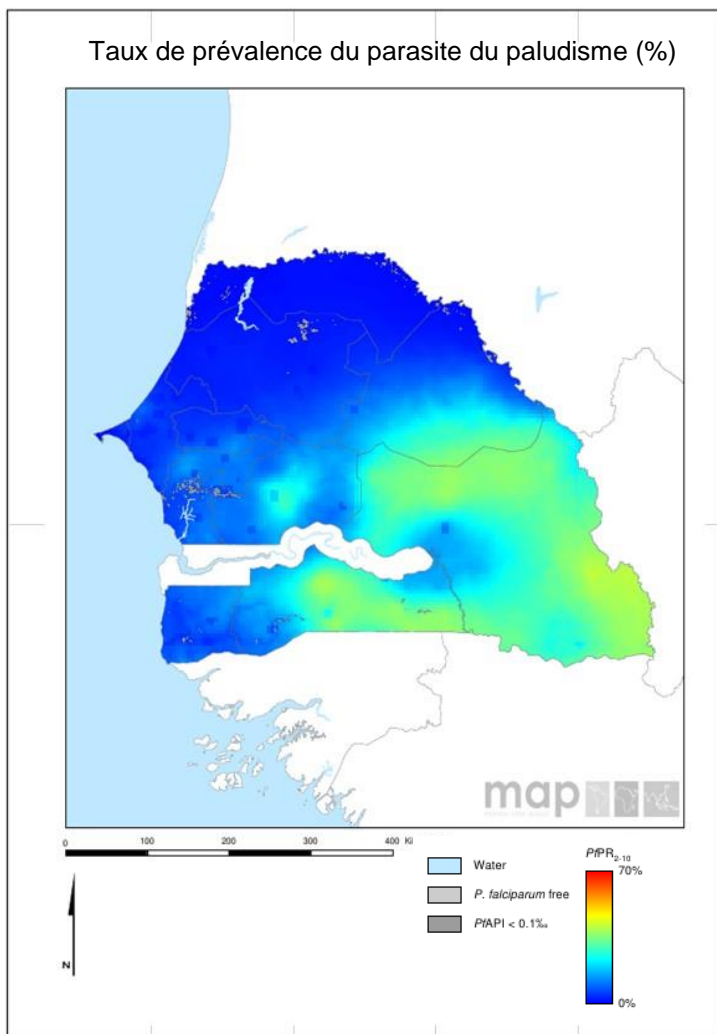 Taux de prévalence du parasite du paludisme (%)
map
0 100 200 300 400 Ki
Water
P. falciparum free
PfAPI < 0.1‰
PfPR2-10
70%
0%
N